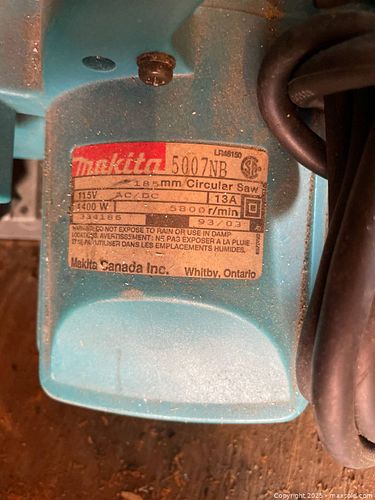 LR46150
makita 5007NB
185mm Circular Saw
115V AC/DC 13A
1400 W 5800r/min
334186 93/03
WARNING: DO NOT EXPOSE TO RAIN OR USE IN DAMP
LOCATIONS. AVERTISSEMENT: NE PAS EXPOSER A LA PLUIE
ET NE PAS UTILISER DANS LES EMPLACEMENTS HUMIDES.
Makita Canada Inc. Whitby, Ontario
Copyright 2025 - maxsold.com